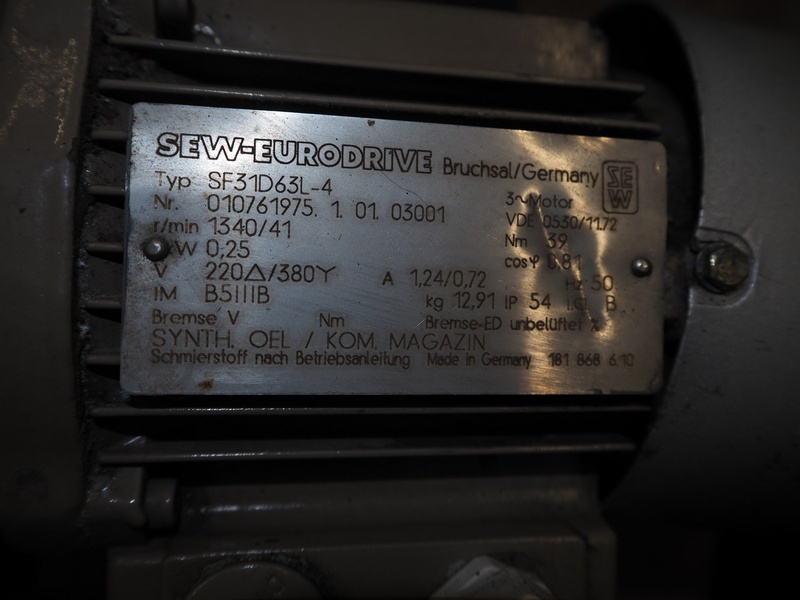 SEW-EURODRIVE Bruchsal/Germany SEW
Typ SF31D63L-4 3~Motor
Nr. 010761975. 1. 01. 03001 VDE 0530/11.72
r/min 1340/41 Nm 39
kW 0,25 cosφ 0,81
V 220△/380Y A 1,24/0,72 Hz 50
IM B5IIIB kg 12,91 IP 54 I.Cl B
Bremse V Nm Bremse-ED unbelüftet %
SYNTH. OEL / KOM. MAGAZIN
Schmierstoff nach Betriebsanleitung Made in Germany 181 868 6.10